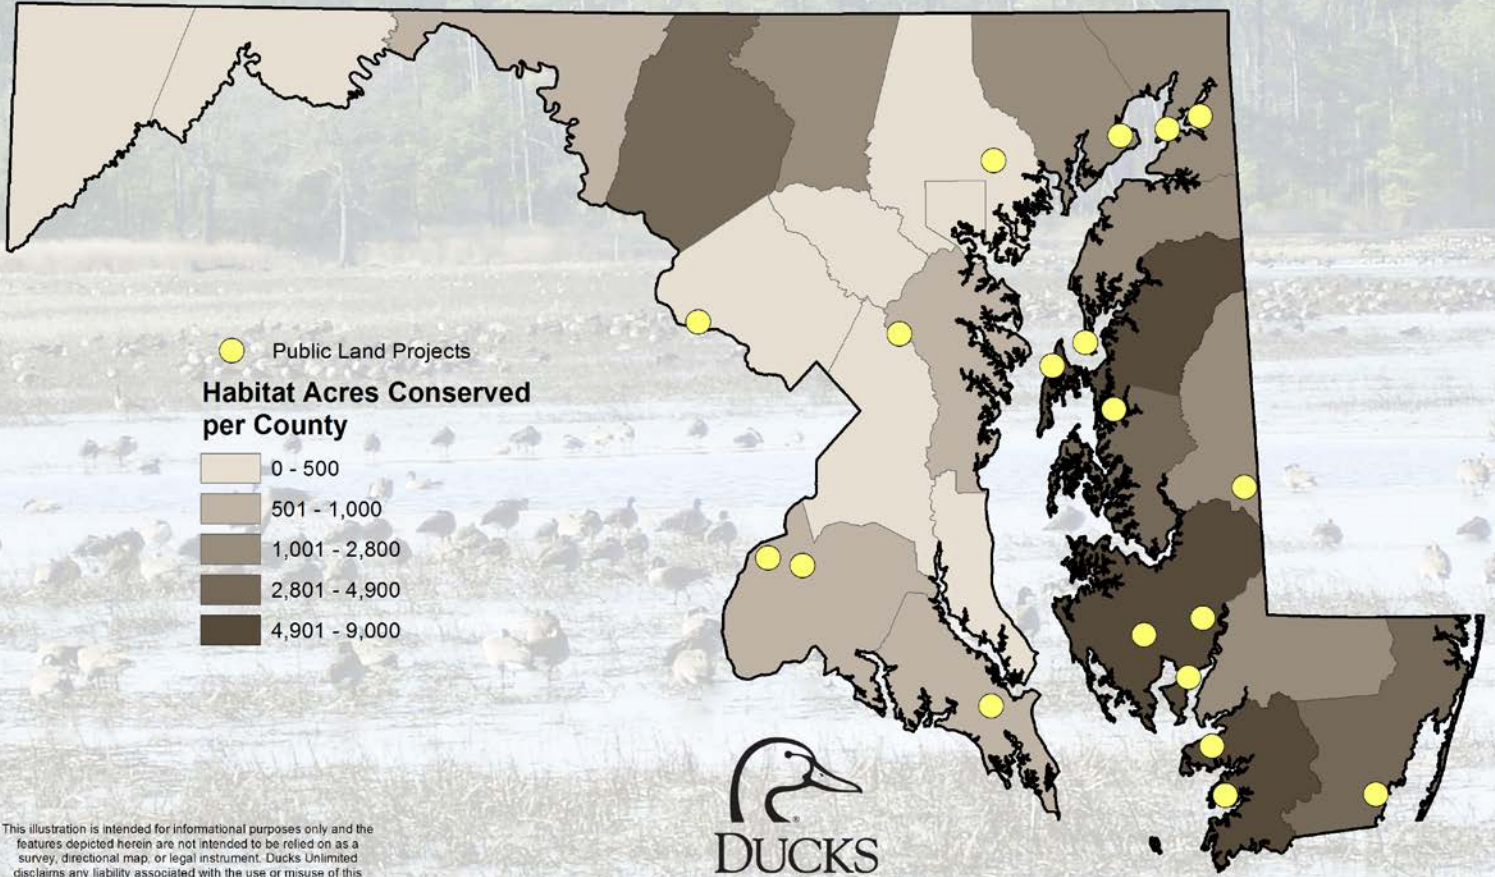 Public Land Projects
Habitat Acres Conserved
per County
0 - 500
501 - 1,000
1,001 - 2,800
2,801 - 4,900
4,901 - 9,000
This illustration is intended for informational purposes only and the
features depicted herein are not intended to be relied on as a
survey, directional map, or legal instrument. Ducks Unlimited
disclaims any liability associated with the use or misuse of this
DUCKS